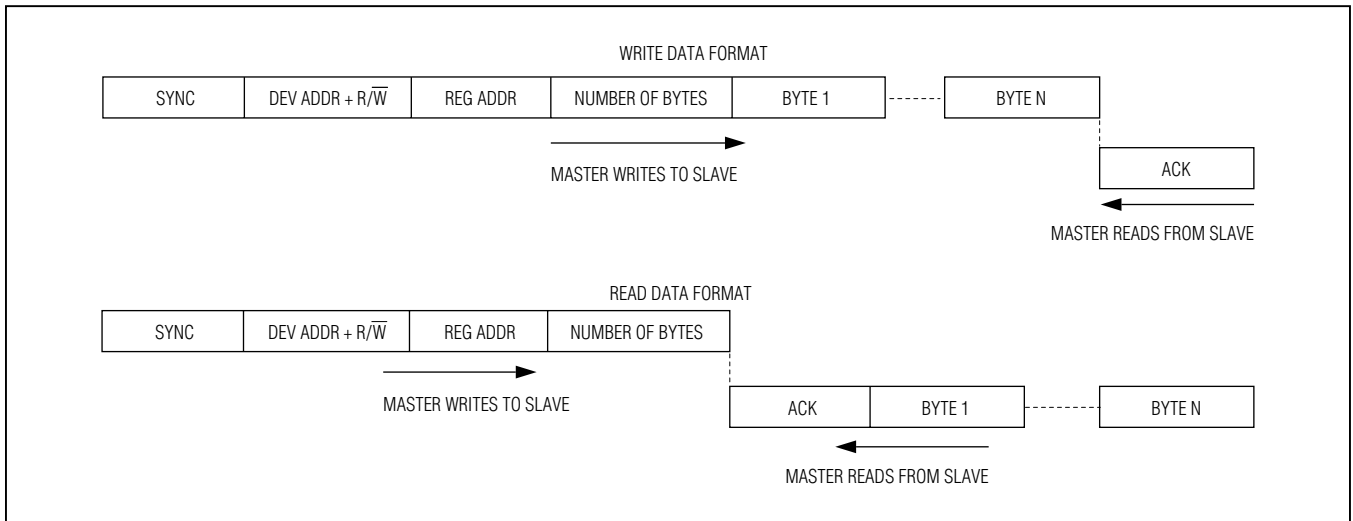 WRITE DATA FORMAT
SYNC DEV ADDR + R/W̅ REG ADDR NUMBER OF BYTES BYTE 1 BYTE N
MASTER WRITES TO SLAVE
ACK
MASTER READS FROM SLAVE
READ DATA FORMAT
SYNC DEV ADDR + R/W̅ REG ADDR NUMBER OF BYTES
MASTER WRITES TO SLAVE
ACK BYTE 1 BYTE N
MASTER READS FROM SLAVE